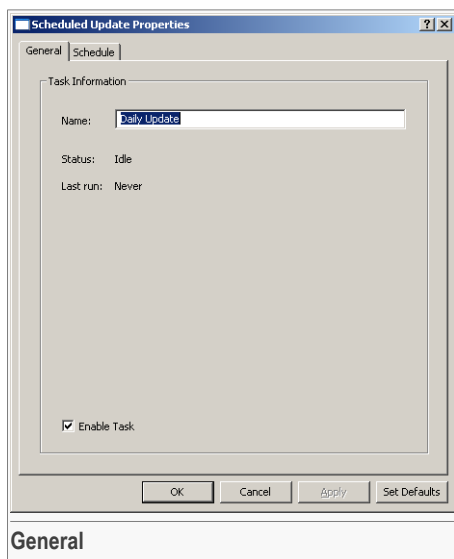 Scheduled Update Properties
General Schedule
Task Information
Name: Daily Update
Status: Idle
Last run: Never
Enable Task
OK Cancel Apply Set Defaults
General